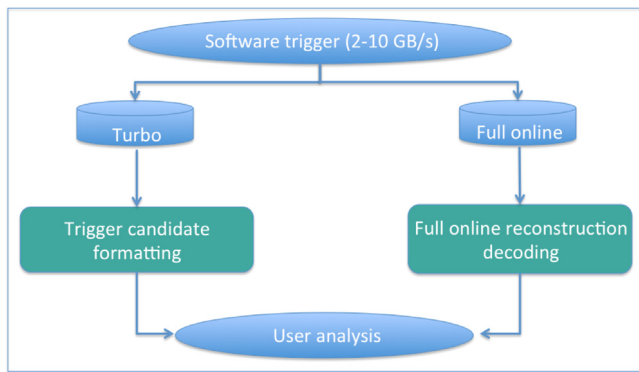 Software trigger (2-10 GB/s)
Turbo
Full online
Trigger candidate
formatting
Full online reconstruction
decoding
User analysis